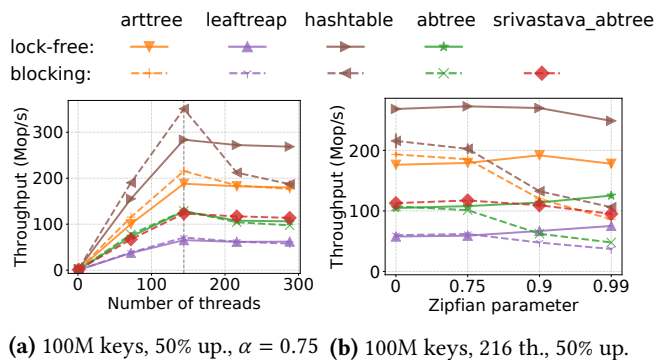 arttree leaftreap hashtable abtree srivastava_abtree
lock-free:
blocking:
Throughput (Mop/s)
300
200
100
0
0 100 200 300
Number of threads
Throughput (Mop/s)
200
100
0
0 0.75 0.9 0.99
Zipfian parameter
(a) 100M keys, 50% up., α = 0.75 (b) 100M keys, 216 th., 50% up.